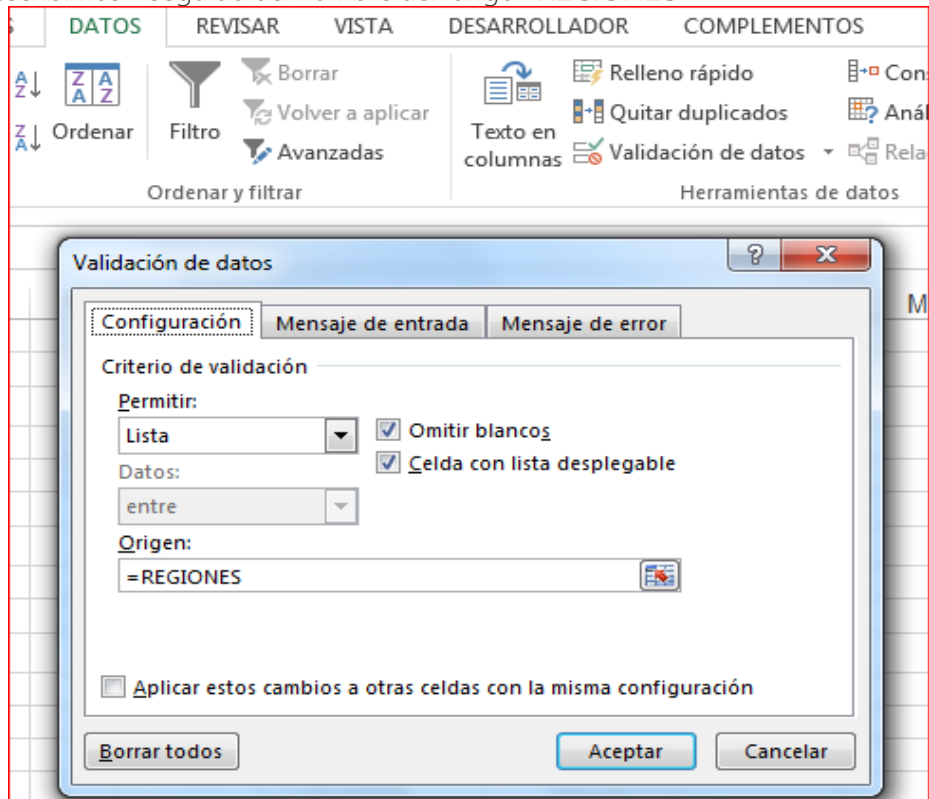 DATOS REVISAR VISTA DESARROLLADOR COMPLEMENTOS
Ordenar
Filtro
Borrar
Volver a aplicar
Avanzadas
Ordenar y filtrar
Texto en
columnas
Relleno rápido
Quitar duplicados
Validación de datos
Herramientas de datos
Validación de datos
Configuración Mensaje de entrada Mensaje de error
Criterio de validación
Permitir:
Lista
Omitir blancos
Celda con lista desplegable
Datos:
entre
Origen:
=REGIONES
Aplicar estos cambios a otras celdas con la misma configuración
Borrar todos Aceptar Cancelar